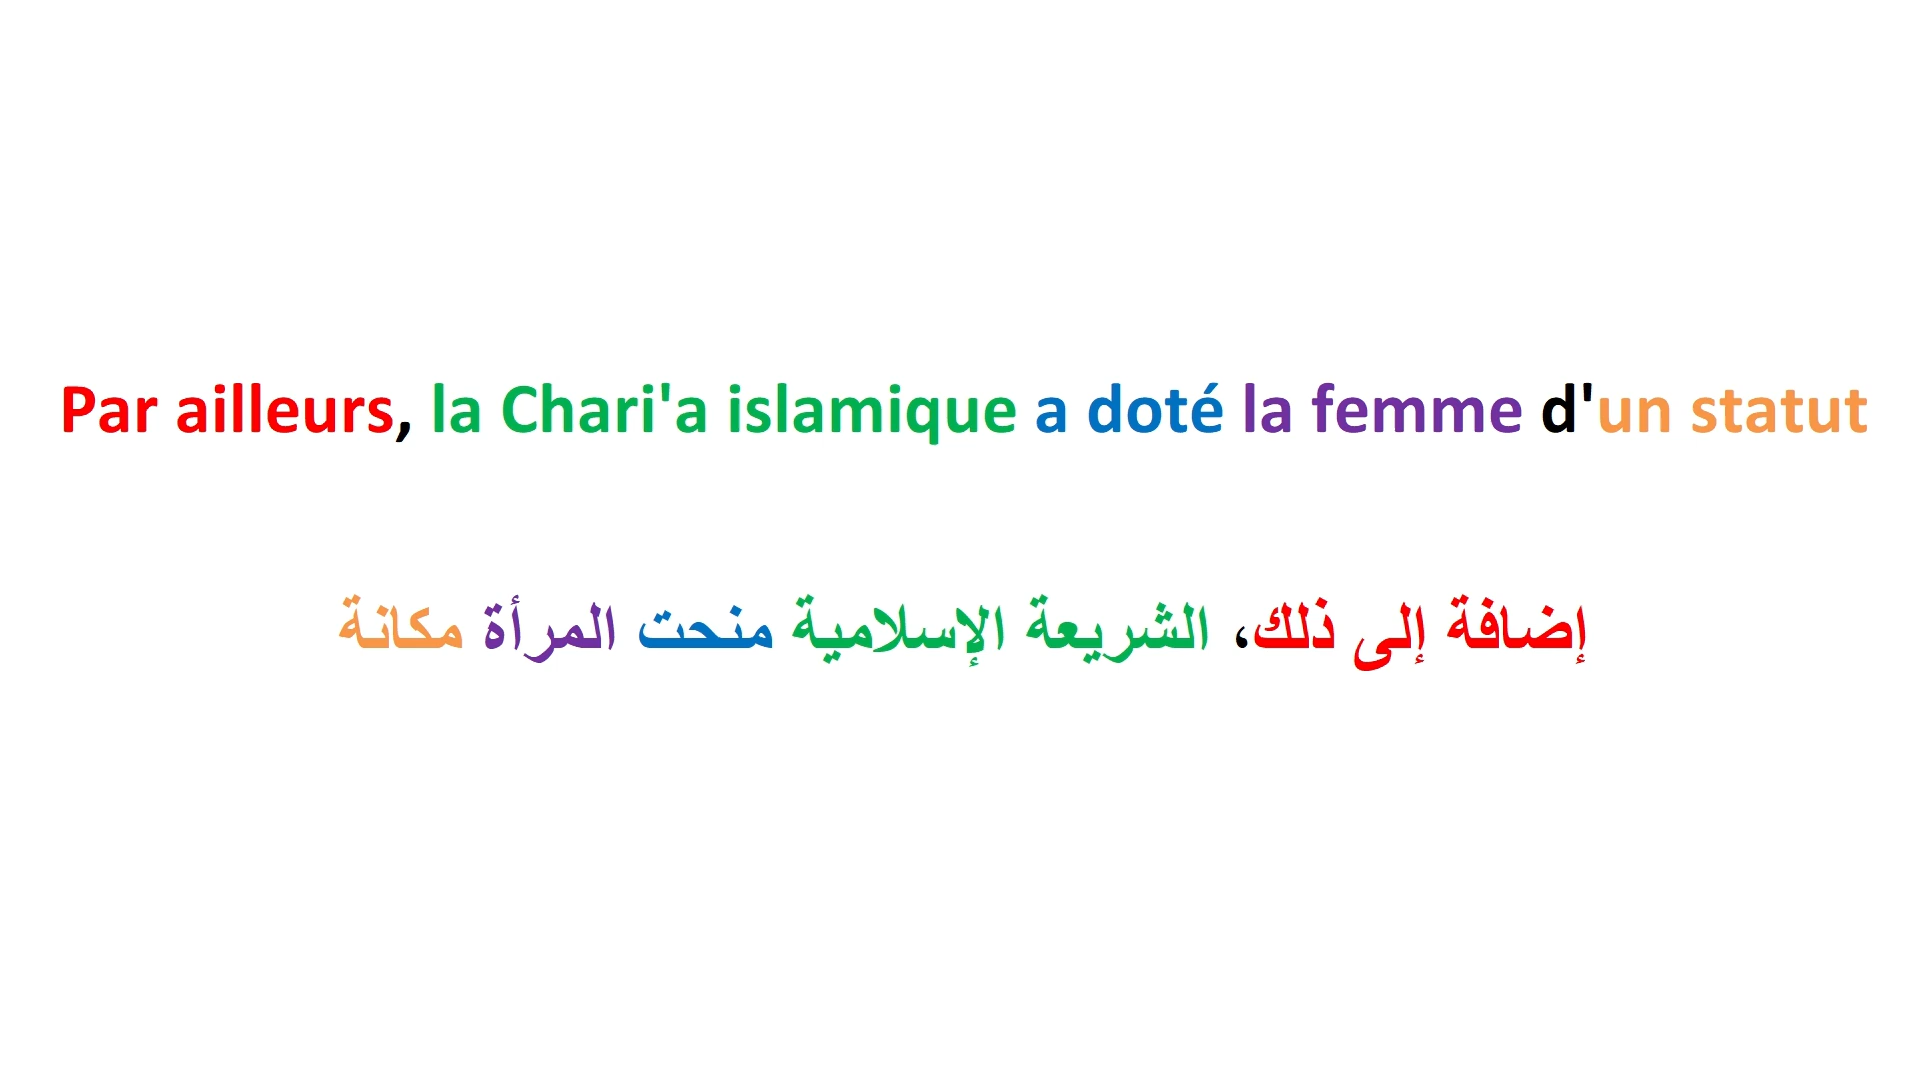 Par ailleurs, la Chari'a islamique a doté la femme d'un statut
إضافة إلى ذلك، الشريعة الإسلامية منحت المرأة مكانة